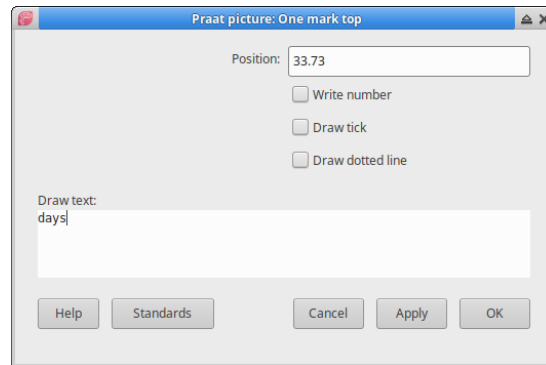 Praat picture: One mark top
Position: 33.73
Write number
Draw tick
Draw dotted line
Draw text:
days
Help Standards Cancel Apply OK